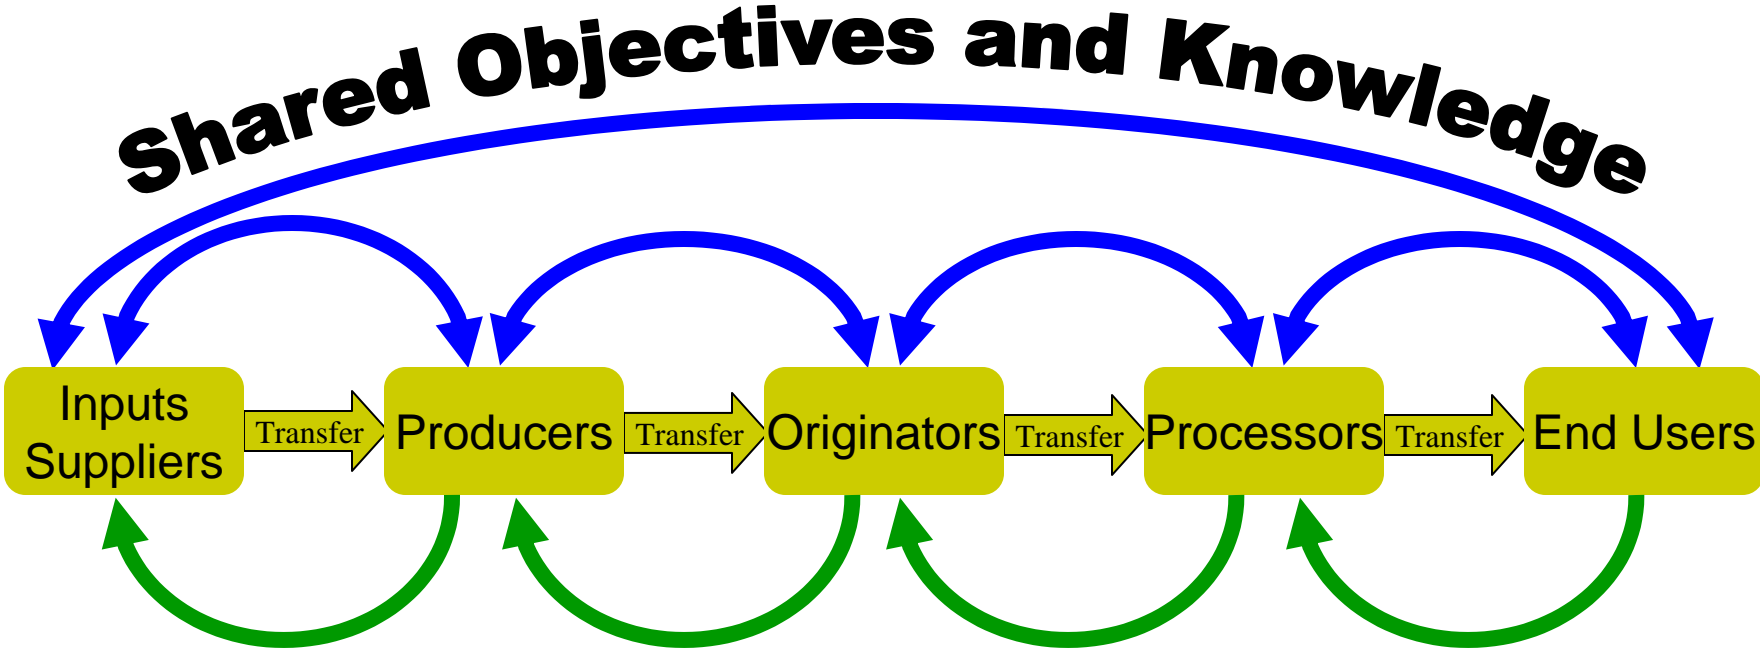 Shared Objectives and Knowledge
Inputs
Suppliers
Transfer
Producers
Transfer
Originators
Transfer
Processors
Transfer
End Users